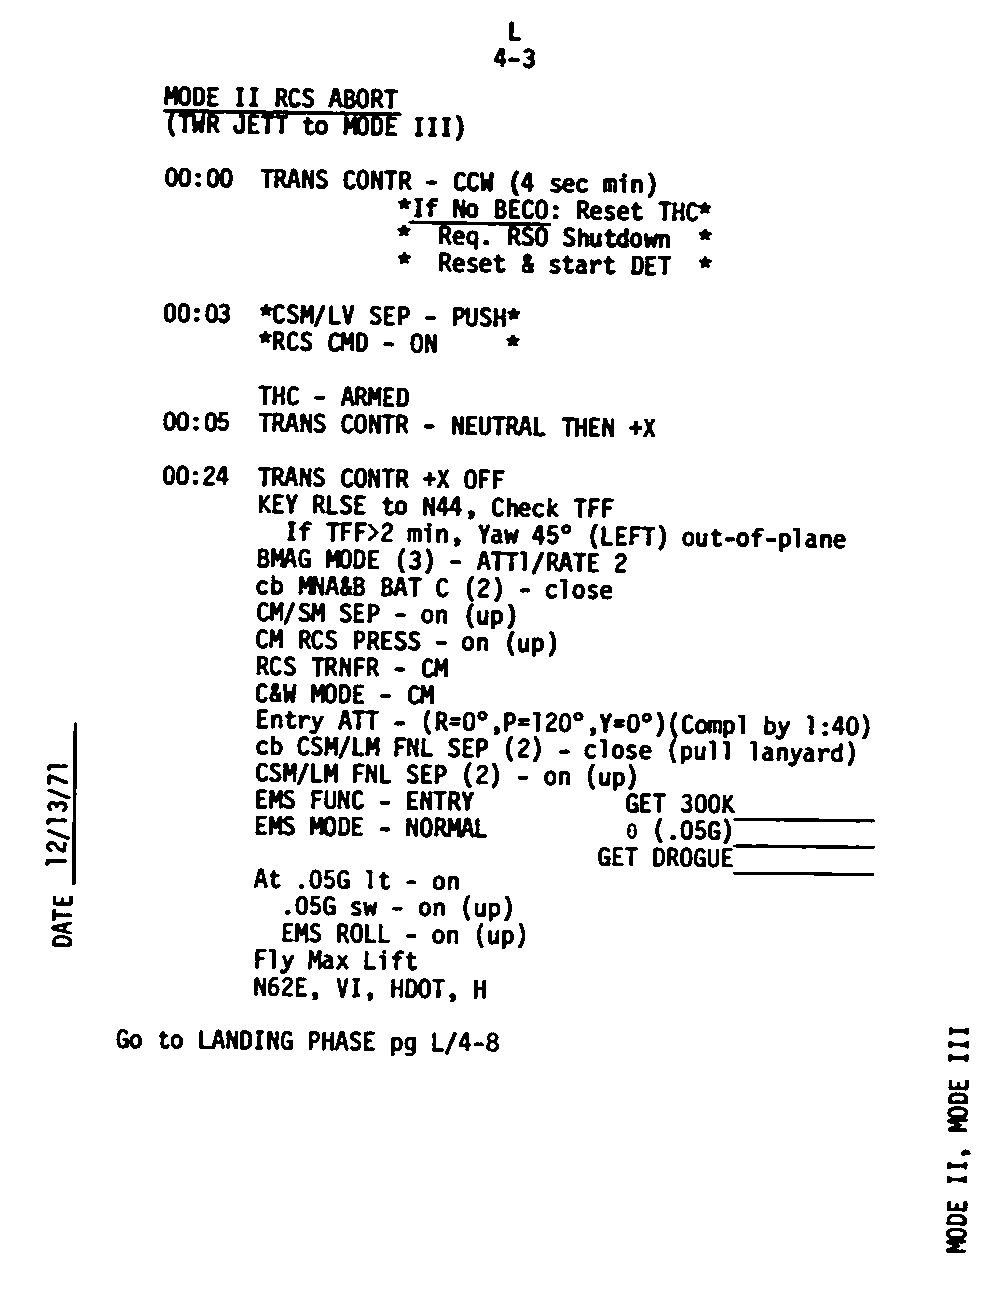 L
4-3
MODE II RCS ABORT
(TWR JETT to MODE III)
00:00 TRANS CONTR - CCW (4 sec min)
*If No BECO: Reset THC*
* Req. RSO Shutdown *
* Reset & start DET *
00:03 *CSM/LV SEP - PUSH*
*RCS CMD - ON *
THC - ARMED
00:05 TRANS CONTR - NEUTRAL THEN +X
00:24 TRANS CONTR +X OFF
KEY RLSE to N44, Check TFF
If TFF>2 min, Yaw 45° (LEFT) out-of-plane
BMAG MODE (3) - ATT1/RATE 2
cb MNA&B BAT C (2) - close
CM/SM SEP - on (up)
CM RCS PRESS - on (up)
RCS TRNFR - CM
C&W MODE - CM
Entry ATT - (R=0°,P=120°,Y=0°)(Compl by 1:40)
cb CSM/LM FNL SEP (2) - close (pull lanyard)
CSM/LM FNL SEP (2) - on (up)
EMS FUNC - ENTRY GET 300K
EMS MODE - NORMAL θ (.05G)
GET DROGUE
At .05G lt - on
.05G sw - on (up)
EMS ROLL - on (up)
Fly Max Lift
N62E, VI, HDOT, H
Go to LANDING PHASE pg L/4-8
DATE 12/13/71
MODE II, MODE III